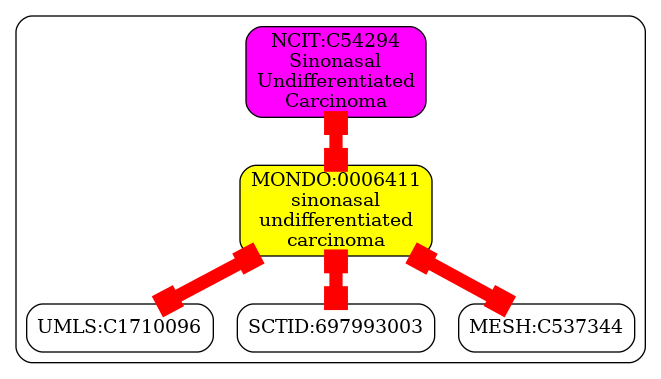 NCIT:C54294
Sinonasal
Undifferentiated
Carcinoma
MONDO:0006411
sinonasal
undifferentiated
carcinoma
UMLS:C1710096
SCTID:697993003
MESH:C537344